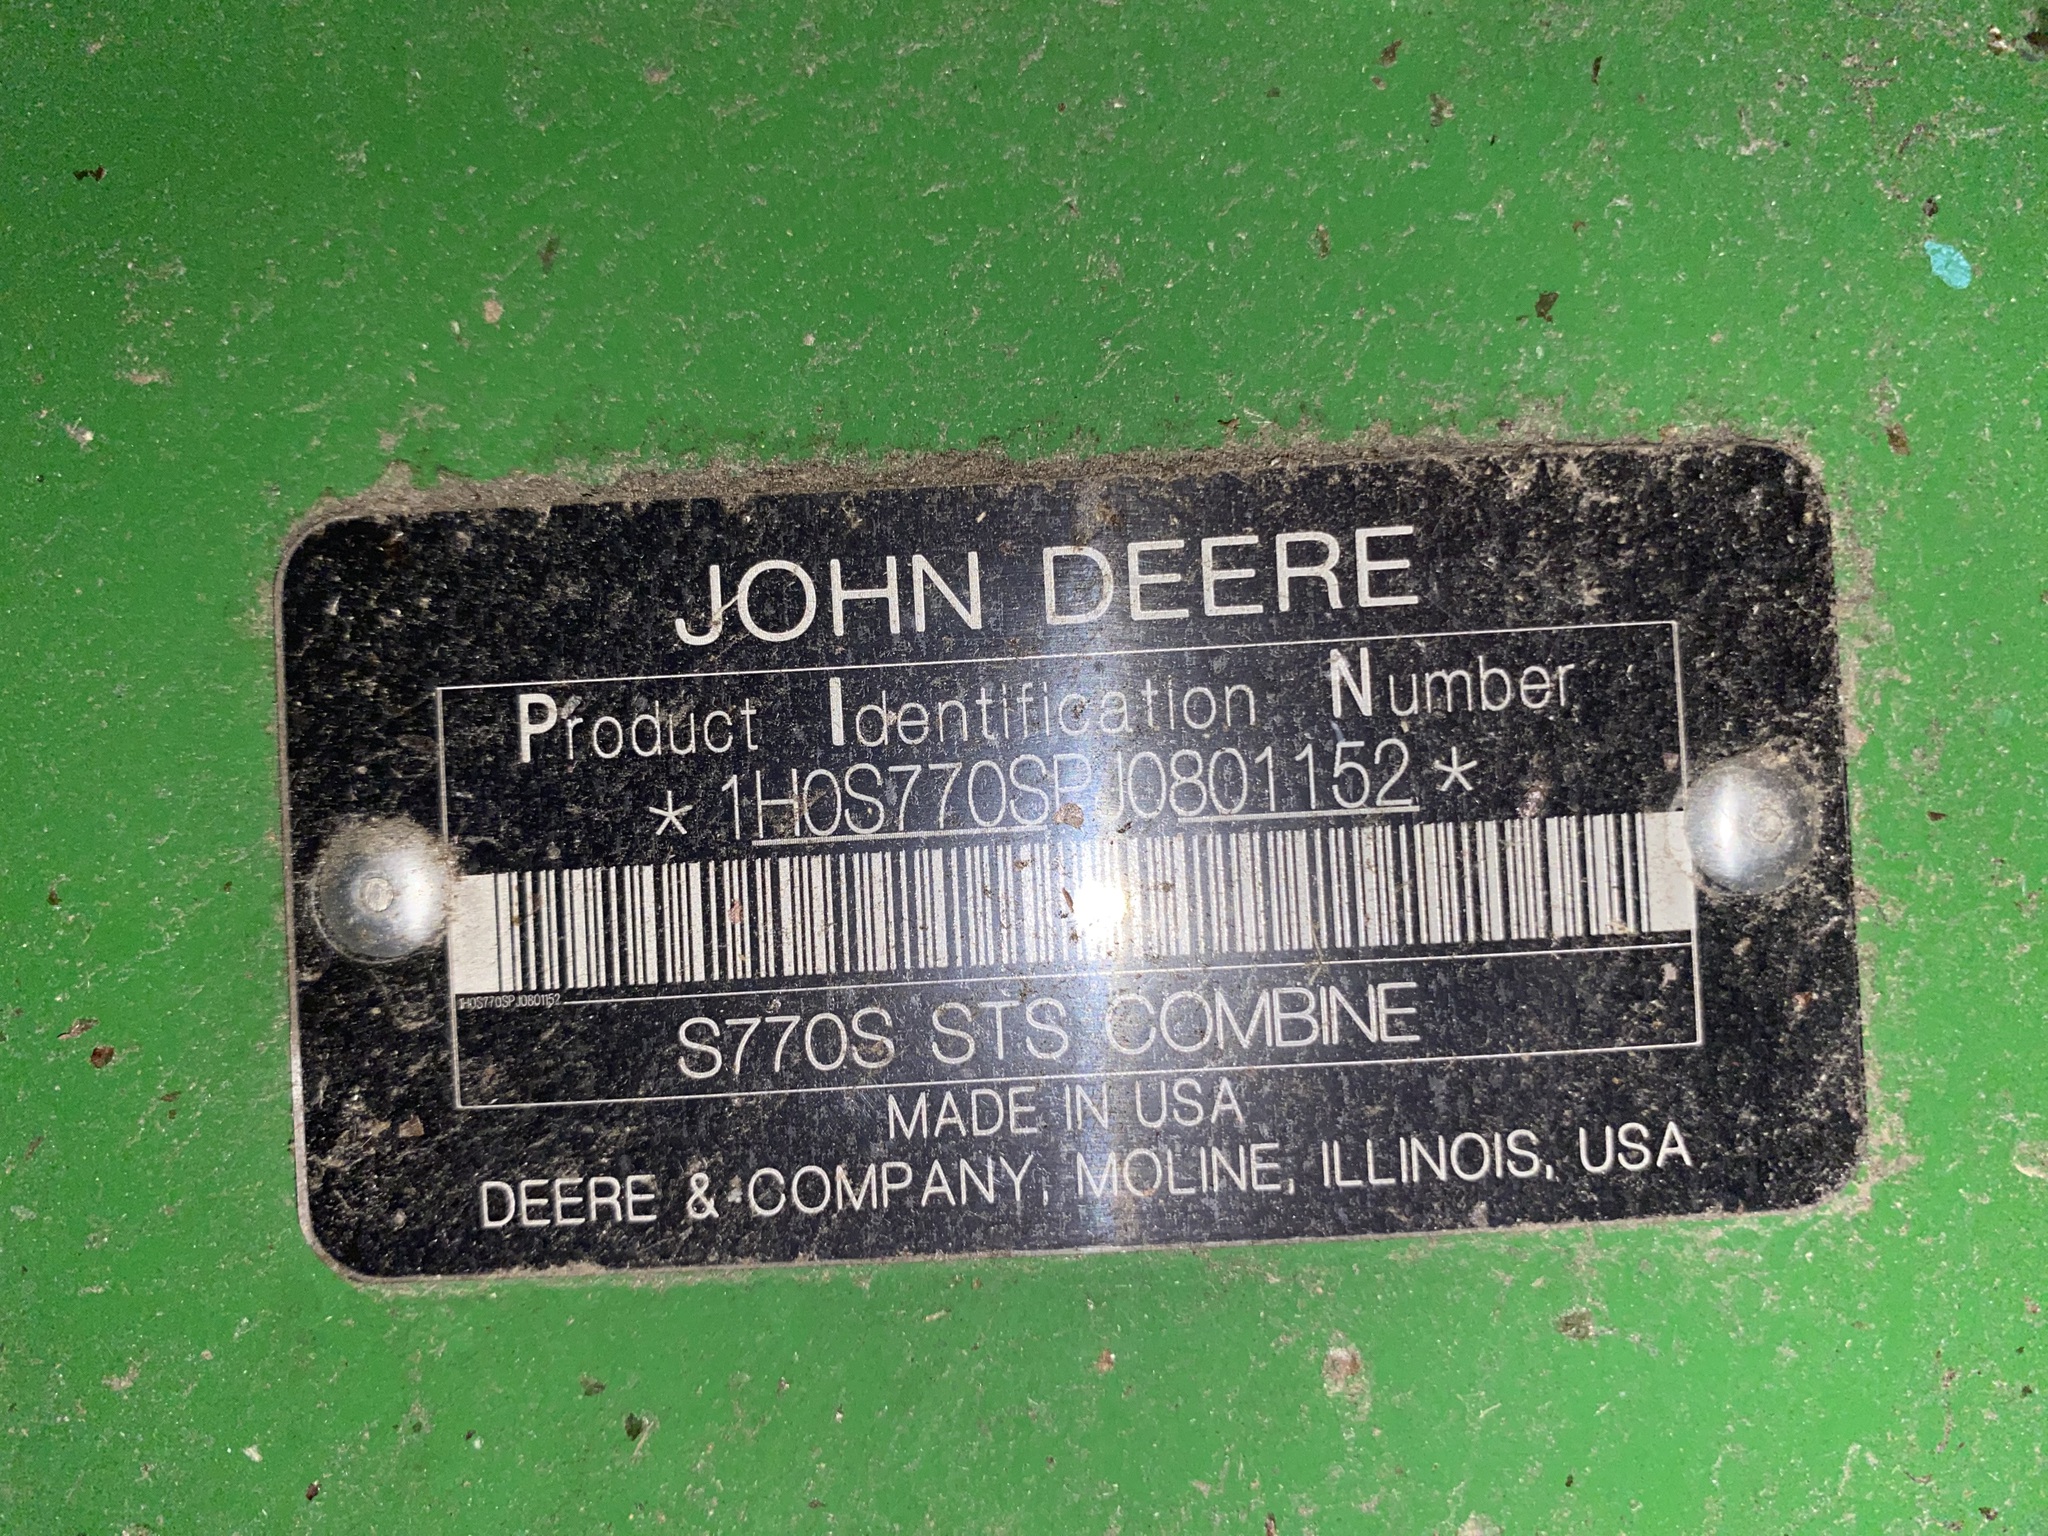 JOHN DEERE
Product Identification Number
* 1H0S770SPJ0801152 *
1H0S770SPJ0801152
S770S STS COMBINE
MADE IN USA
DEERE & COMPANY, MOLINE, ILLINOIS, USA